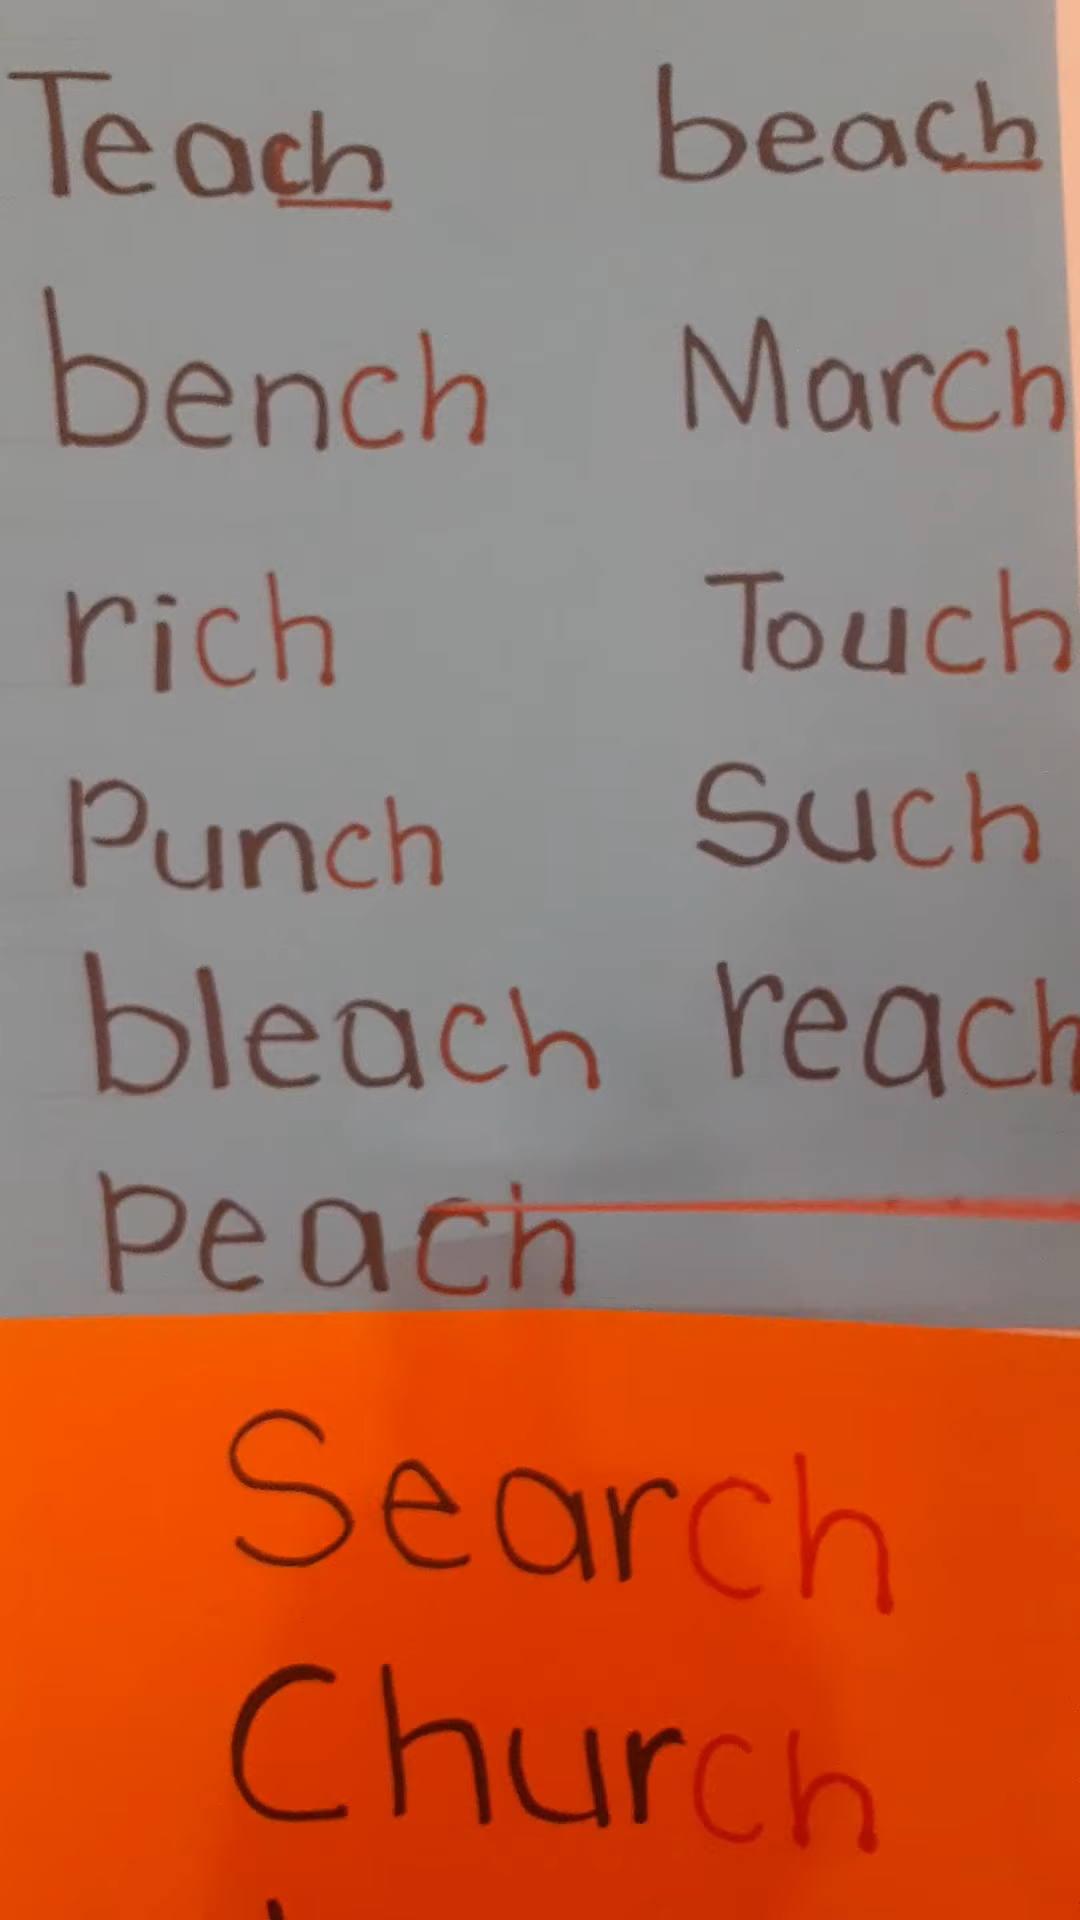 Teach beach
bench March
rich Touch
Punch Such
bleach reach
Peach
Search
Church